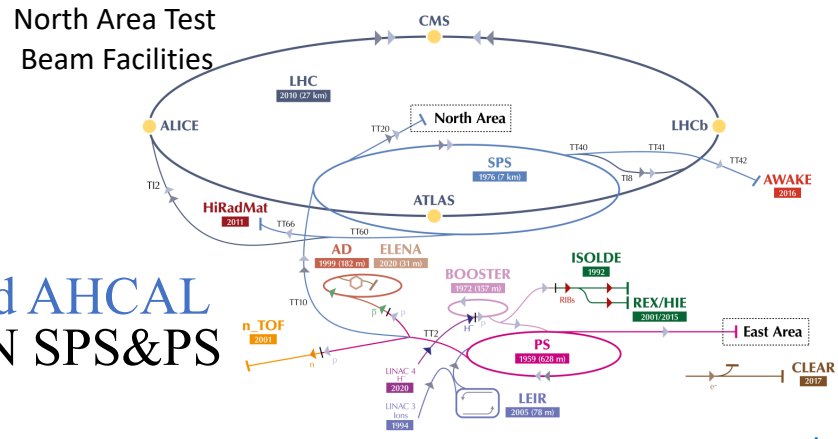 North Area Test
Beam Facilities
CMS
LHC
2010 (27 km)
ALICE
TT20
North Area
LHCb
TT40
TT41
SPS
1976 (7 km)
TT42
TI2
TI8
AWAKE
2016
HiRadMat
2011
ATLAS
TT66
TT60
AD
1999 (182 m)
ELENA
2020 (31 m)
ISOLDE
1992
BOOSTER
1972 (157 m)
d AHCAL
RIBs
REX/HIE
2001/2015
TT10
p
p
H⁻
p
N SPS&PS
n_TOF
2001
TT2
East Area
PS
1959 (628 m)
n
p
LINAC 4
H⁻
2020
CLEAR
2017
e⁻
LINAC 3
Ions
1994
LEIR
2005 (78 m)